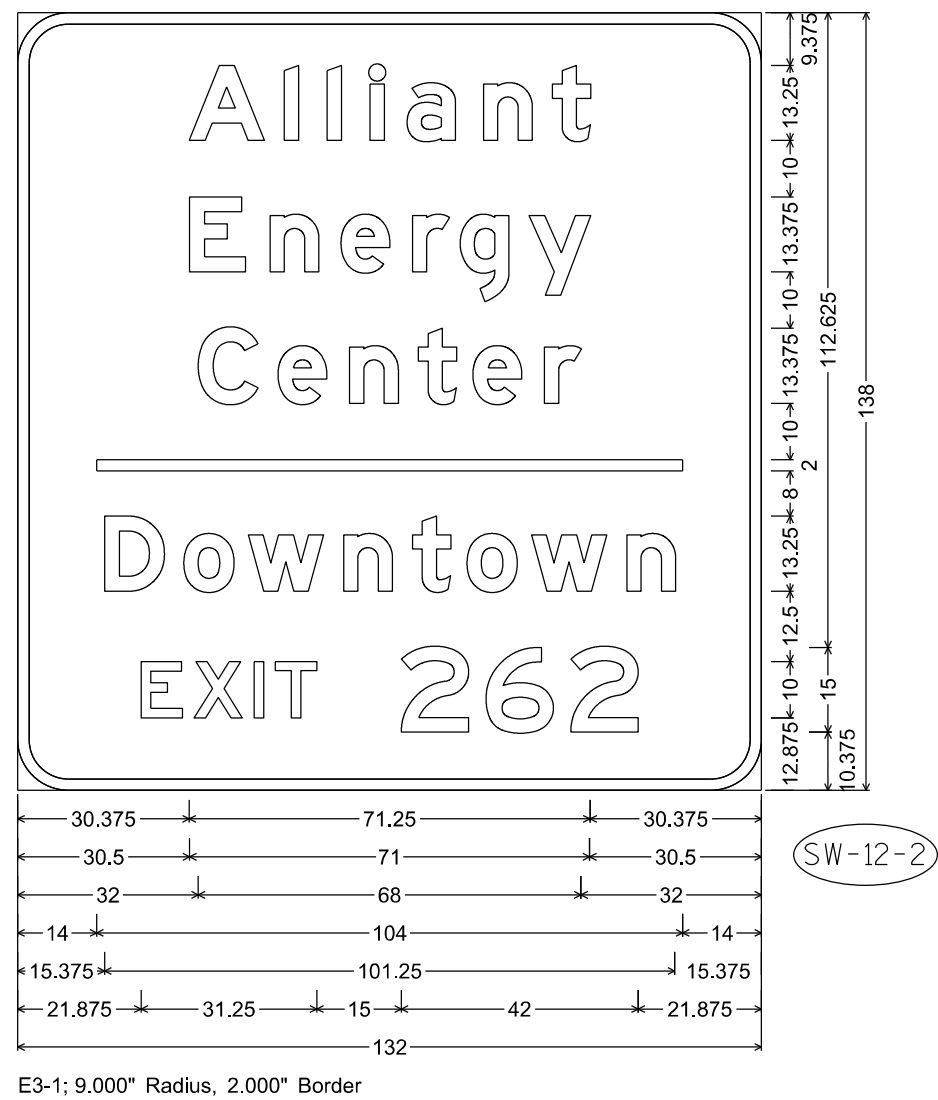 Alliant
Energy
Center
Downtown
EXIT 262
9.375
13.25
10
13.375
10
13.375
10
2
8
13.25
12.5
10
12.875
112.625
15
10.375
138
30.375 71.25 30.375
30.5 71 30.5
32 68 32
14 104 14
15.375 101.25 15.375
21.875 31.25 15 42 21.875
132
SW-12-2
E3-1; 9.000" Radius, 2.000" Border